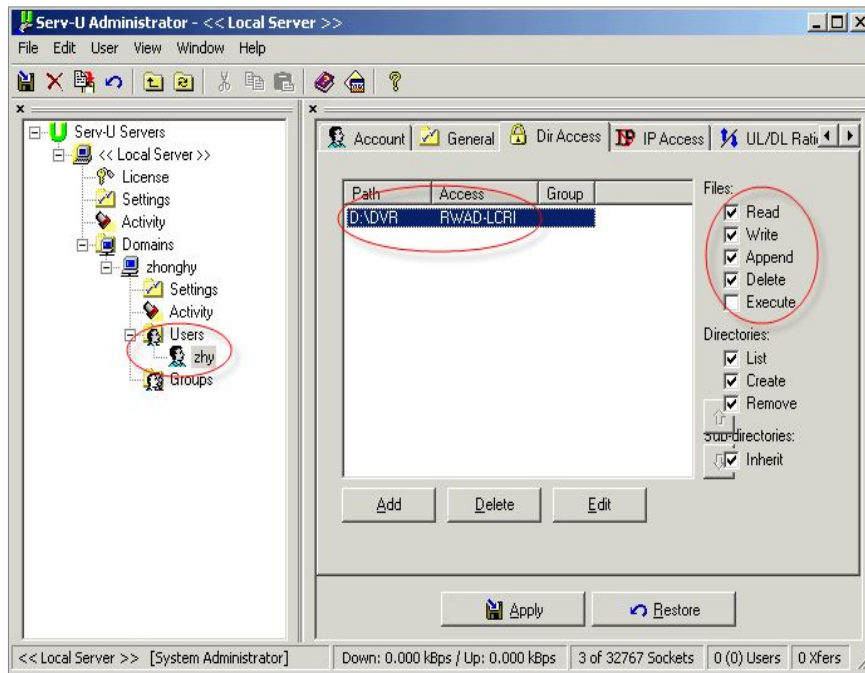 Serv-U Administrator - << Local Server >>
File Edit User View Window Help
Serv-U Servers
<< Local Server >>
License
Settings
Activity
Domains
zhonghy
Settings
Activity
Users
zhy
Groups
Account General Dir Access IP Access UL/DL Rati
Path Access Group
D:\DVR RWAD-LCRI
Files:
Read
Write
Append
Delete
Execute
Directories:
List
Create
Remove
Sub-directories:
Inherit
Add Delete Edit
Apply Restore
<< Local Server >> [System Administrator] Down: 0.000 kBps / Up: 0.000 kBps 3 of 32767 Sockets 0 (0) Users 0 Xfers